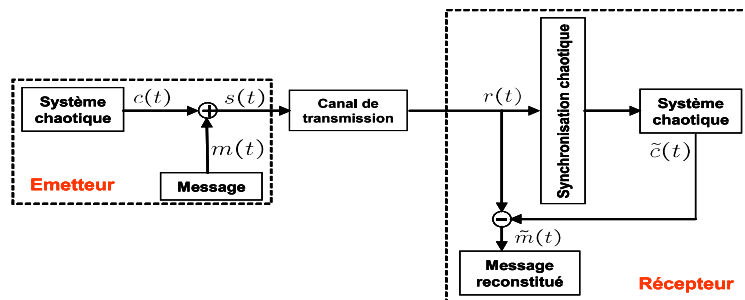 Système
chaotique
c(t)
s(t)
m(t)
Message
Emetteur
Canal de
transmission
r(t)
Synchronisation chaotique
Système
chaotique
c̃(t)
m̃(t)
Message
reconstitué
Récepteur